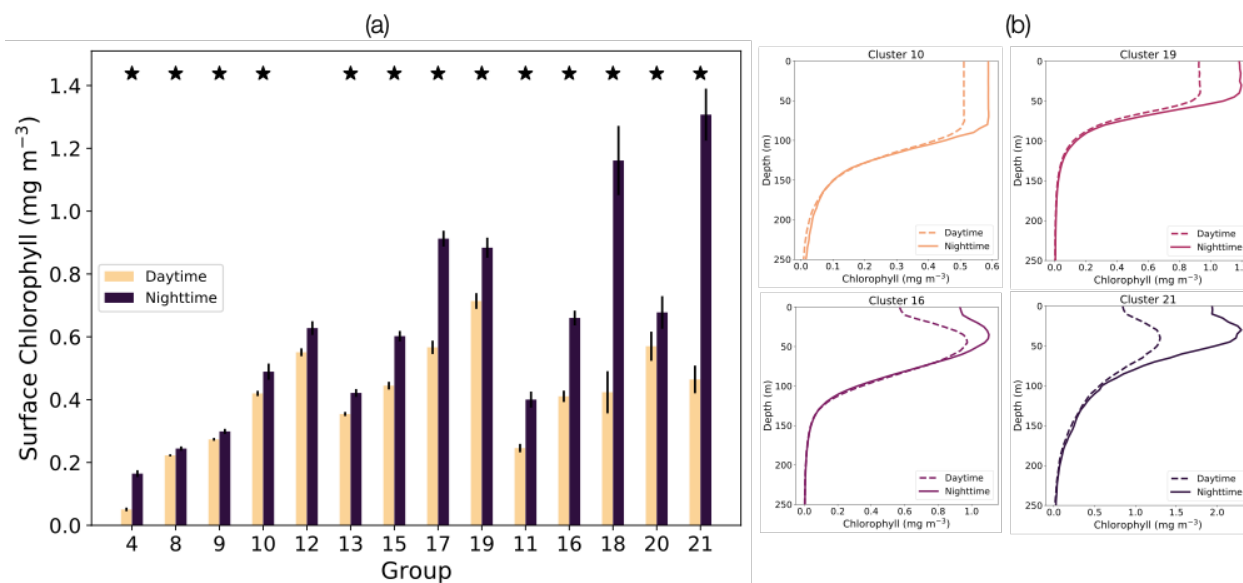 (a)
★ ★ ★ ★ ★ ★ ★ ★ ★ ★ ★ ★ ★
1.4
1.2
1.0
0.8
0.6
0.4
0.2
0.0
Surface Chlorophyll (mg m⁻³)
Daytime
Nighttime
4 8 9 10 12 13 15 17 19 11 16 18 20 21
Group
(b)
Cluster 10
0
50
100
150
200
250
Depth (m)
Daytime
Nighttime
0.0 0.1 0.2 0.3 0.4 0.5 0.6
Chlorophyll (mg m⁻³)
Cluster 19
0
50
100
150
200
250
Depth (m)
Daytime
Nighttime
0.0 0.2 0.4 0.6 0.8 1.0
Chlorophyll (mg m⁻³)
Cluster 16
0
50
100
150
200
250
Depth (m)
Daytime
Nighttime
0.0 0.2 0.4 0.6 0.8 1.0
Chlorophyll (mg m⁻³)
Cluster 21
0
50
100
150
200
250
Depth (m)
Daytime
Nighttime
0.0 0.5 1.0 1.5 2.0
Chlorophyll (mg m⁻³)